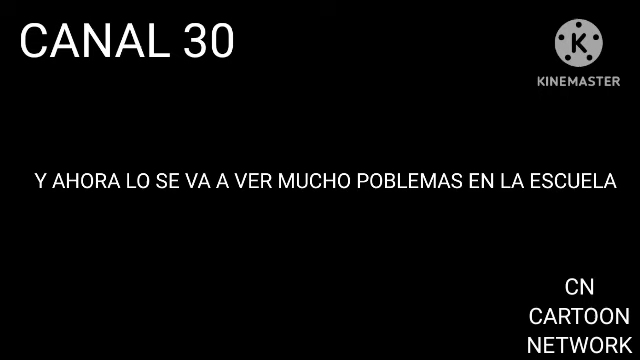 CANAL 30
KINEMASTER
Y AHORA LO SE VA A VER MUCHO POBLEMAS EN LA ESCUELA
CN
CARTOON
NETWORK